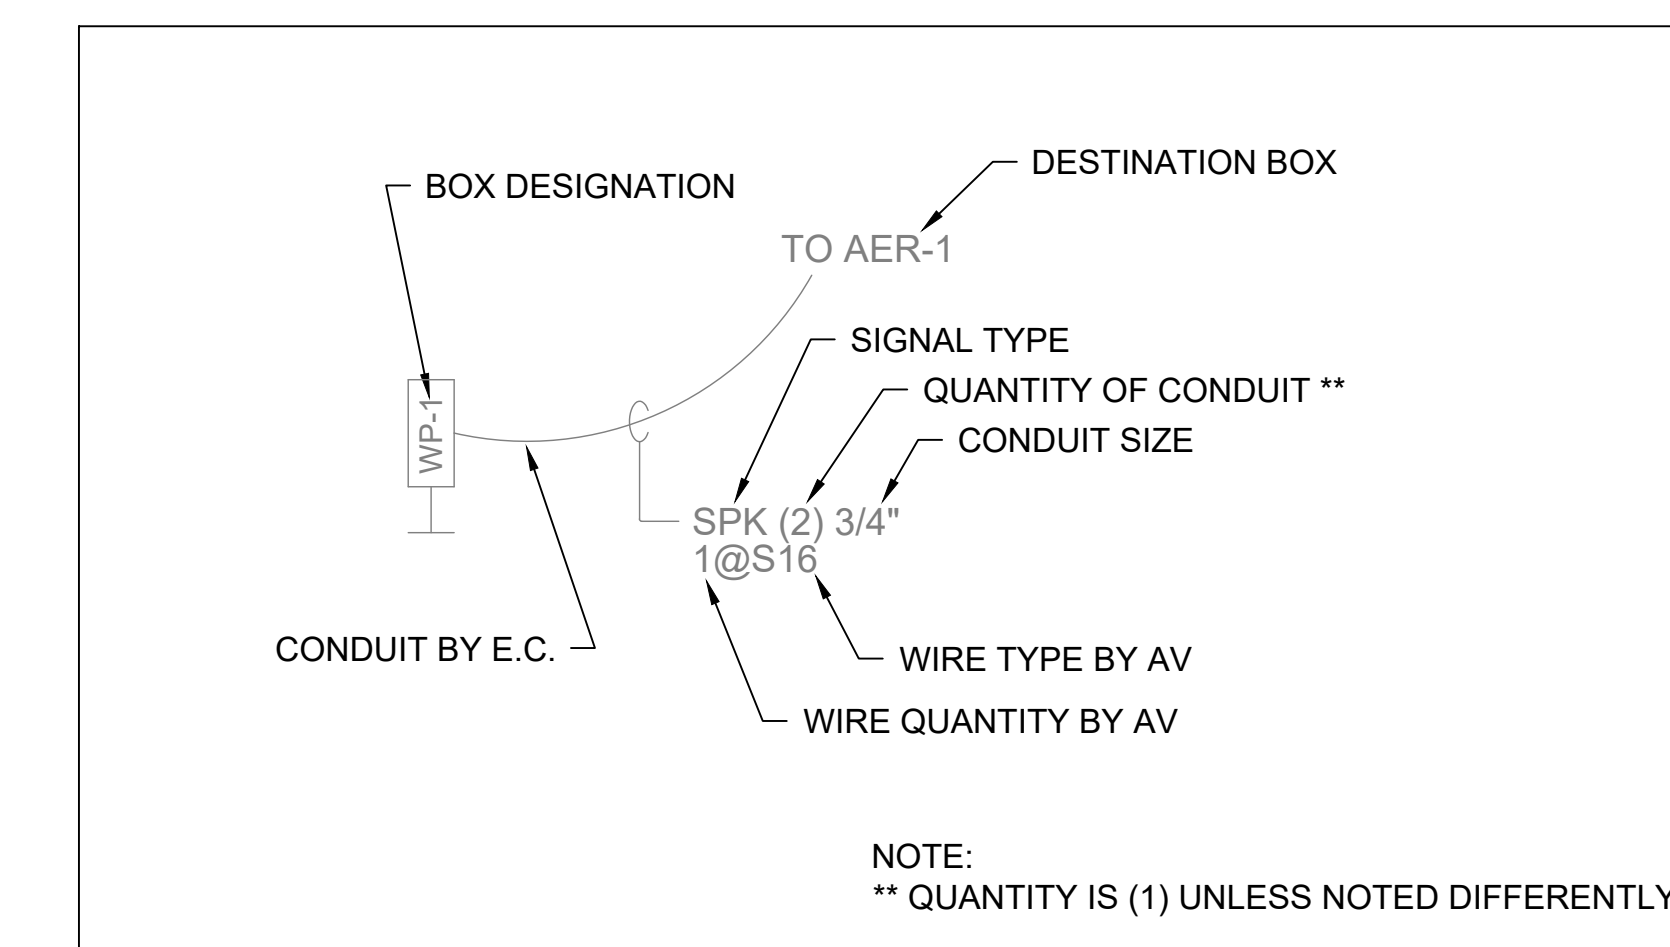 DESTINATION BOX
BOX DESIGNATION
TO AER-1
SIGNAL TYPE
QUANTITY OF CONDUIT **
WP-1
CONDUIT SIZE
SPK (2) 3/4"
1@S16
CONDUIT BY E.C.
WIRE TYPE BY AV
WIRE QUANTITY BY AV
NOTE:
** QUANTITY IS (1) UNLESS NOTED DIFFERENTLY